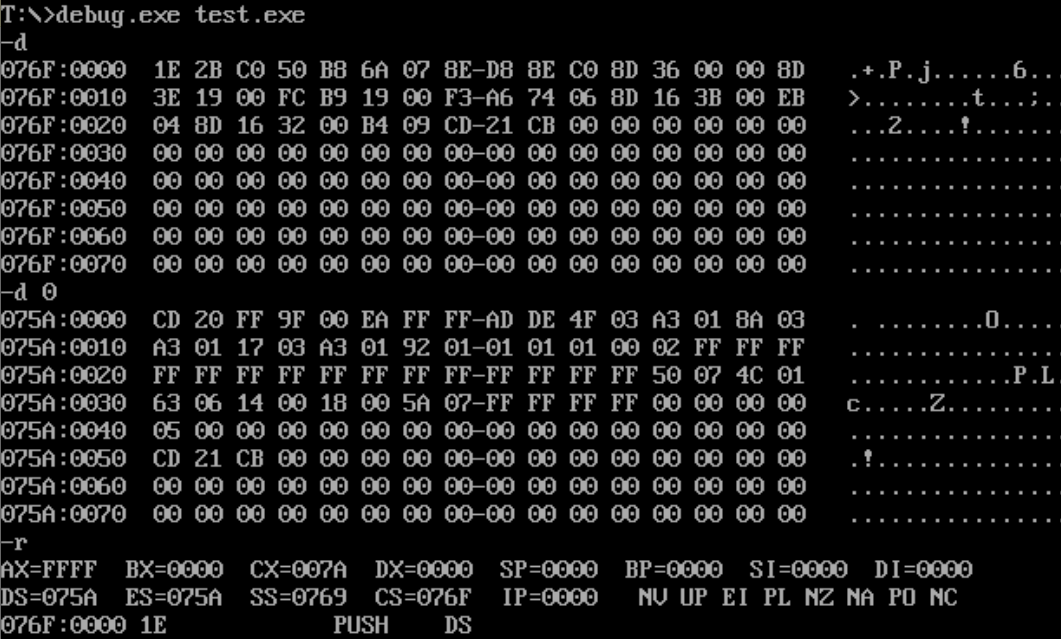 T:\>debug.exe test.exe
-d
076F:0000  1E 2B C0 50 B8 6A 07 8E-D8 8E C0 8D 36 00 00 8D   .+.P.j......6...
076F:0010  3E 19 00 FC B9 19 00 F3-A6 74 06 8D 16 3B 00 EB   >........t...;.
076F:0020  04 8D 16 32 00 B4 09 CD-21 CB 00 00 00 00 00 00   ...2....!.......
076F:0030  00 00 00 00 00 00 00 00-00 00 00 00 00 00 00 00   ................
076F:0040  00 00 00 00 00 00 00 00-00 00 00 00 00 00 00 00   ................
076F:0050  00 00 00 00 00 00 00 00-00 00 00 00 00 00 00 00   ................
076F:0060  00 00 00 00 00 00 00 00-00 00 00 00 00 00 00 00   ................
076F:0070  00 00 00 00 00 00 00 00-00 00 00 00 00 00 00 00   ................
-d 0
075A:0000  CD 20 FF 9F 00 EA FF FF-AD DE 4F 03 A3 01 8A 03   . ........O.....
075A:0010  A3 01 17 03 A3 01 92 01-01 01 01 00 02 FF FF FF   ................
075A:0020  FF FF FF FF FF FF FF FF-FF FF FF FF 50 07 4C 01   ............P.L.
075A:0030  63 06 14 00 18 00 5A 07-FF FF FF FF 00 00 00 00   c.....Z.........
075A:0040  05 00 00 00 00 00 00 00-00 00 00 00 00 00 00 00   ................
075A:0050  CD 21 CB 00 00 00 00 00-00 00 00 00 00 00 00 00   .!..............
075A:0060  00 00 00 00 00 00 00 00-00 00 00 00 00 00 00 00   ................
075A:0070  00 00 00 00 00 00 00 00-00 00 00 00 00 00 00 00   ................
-r
AX=FFFF  BX=0000  CX=007A  DX=0000  SP=0000  BP=0000  SI=0000  DI=0000
DS=075A  ES=075A  SS=0769  CS=076F  IP=0000   NV UP EI PL NZ NA PO NC
076F:0000 1E            PUSH    DS